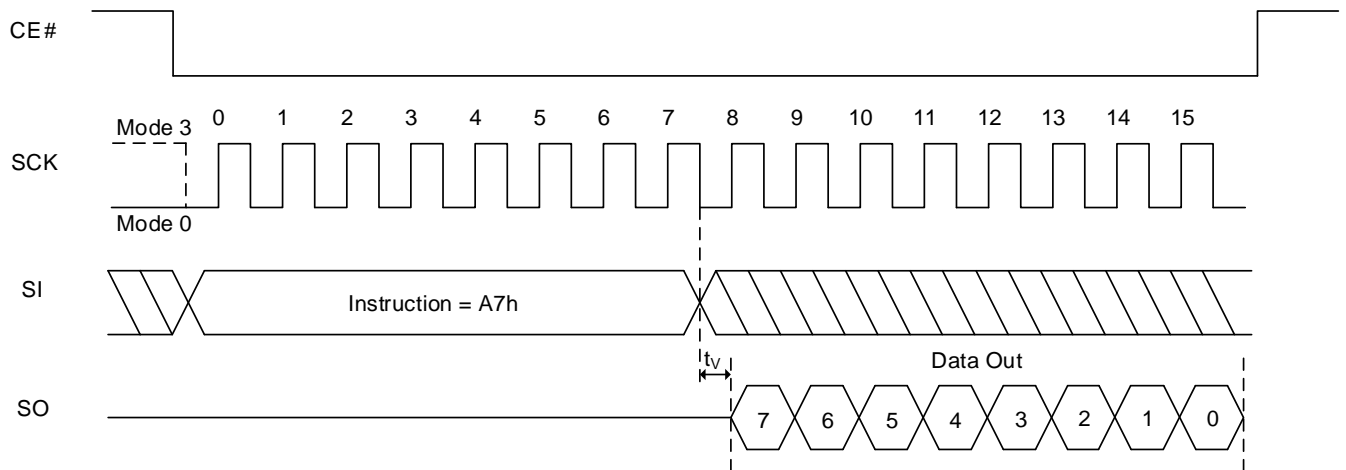 CE#
0 1 2 3 4 5 6 7 8 9 10 11 12 13 14 15
Mode 3
SCK
Mode 0
SI
Instruction = A7h
tV
Data Out
SO
7 6 5 4 3 2 1 0